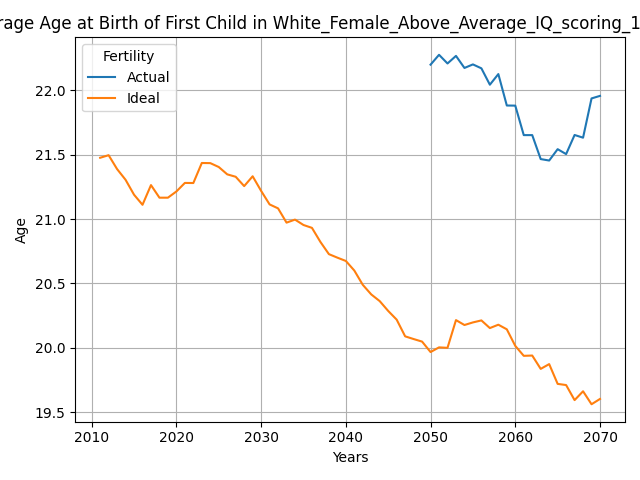 Age at Birth of First Child in White_Female_Above_Average_IQ_scoring_1
Fertility
Actual
Ideal
22.0
21.5
21.0
20.5
20.0
19.5
Age
2010 2020 2030 2040 2050 2060 2070
Years